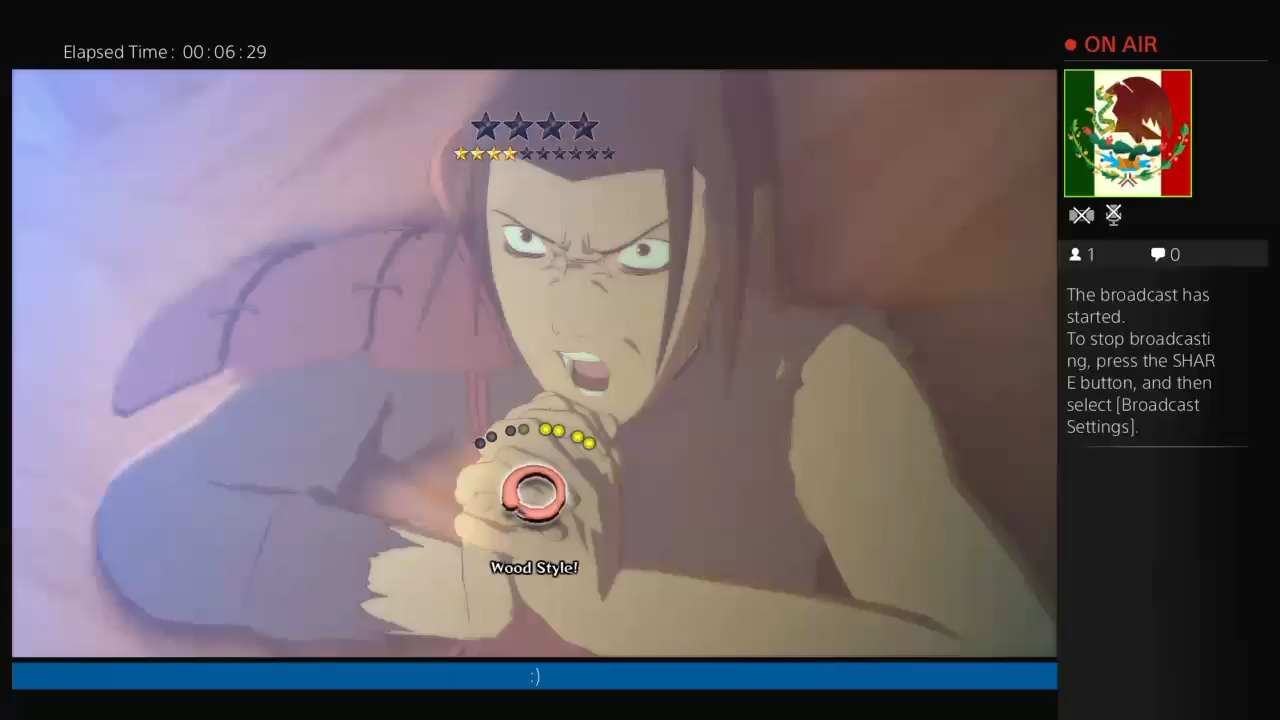 Elapsed Time: 00:06:29
ON AIR
1 0
The broadcast has
started.
To stop broadcasti
ng, press the SHAR
E button, and then
select [Broadcast
Settings].
Wood Style!
:)